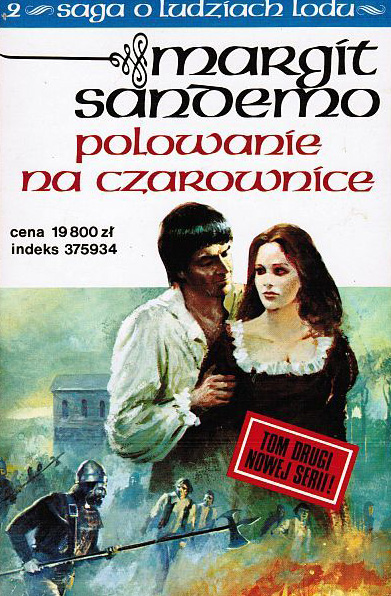 2 saga o ludziach lodu
margit
sandemo
polowanie
na czarownice
cena 19 800 zł
indeks 375934
TOM DRUGI
NOWEJ SERII!